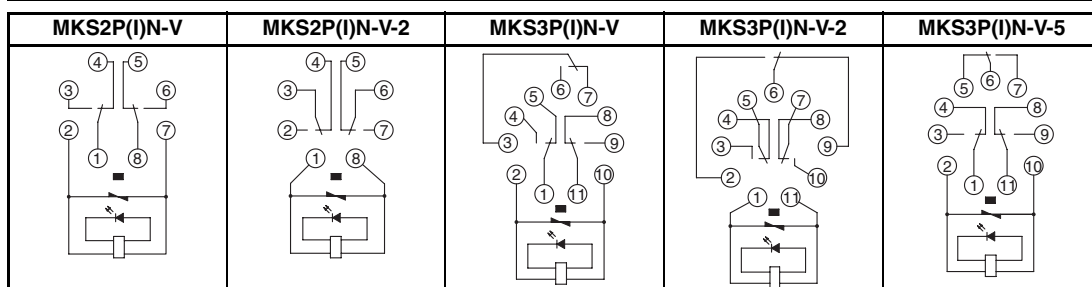 MKS2P(I)N-V MKS2P(I)N-V-2 MKS3P(I)N-V MKS3P(I)N-V-2 MKS3P(I)N-V-5
4 5 3 6 2 7 1 8
4 5 3 6 2 7 1 8
6 7 5 4 8 3 9 2 10 1 11
6 5 7 4 8 3 9 2 10 1 11
5 6 7 4 8 3 9 2 10 1 11